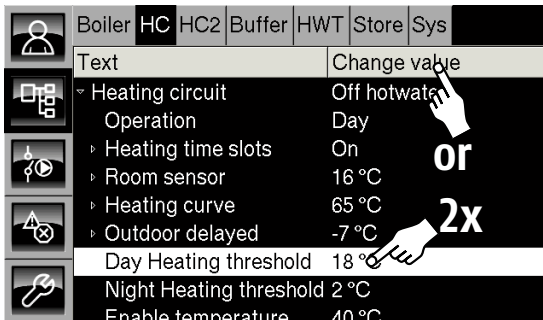 Boiler HC HC2 Buffer HWT Store Sys
Text Change value
Heating circuit Off hotwate
Operation Day
Heating time slots On
Room sensor 16 °C
Heating curve 65 °C
Outdoor delayed -7 °C
Day Heating threshold 18 °C
Night Heating threshold 2 °C
Enable temperature 40 °C
or
2x